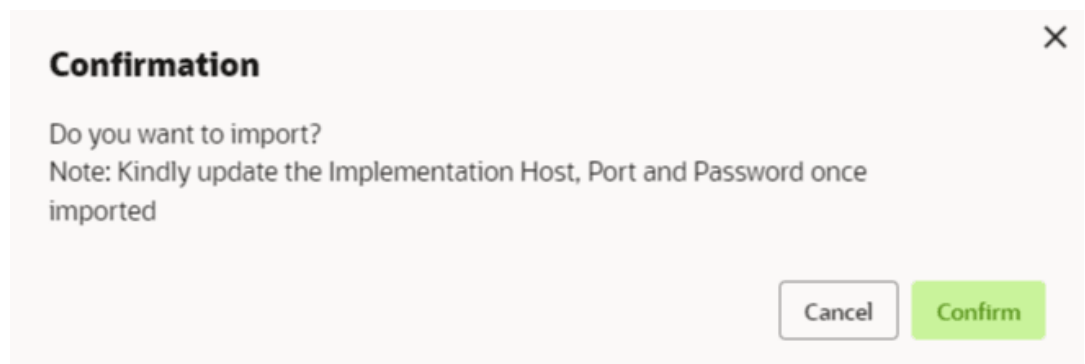 Confirmation
Do you want to import?
Note: Kindly update the Implementation Host, Port and Password once
imported
Cancel Confirm